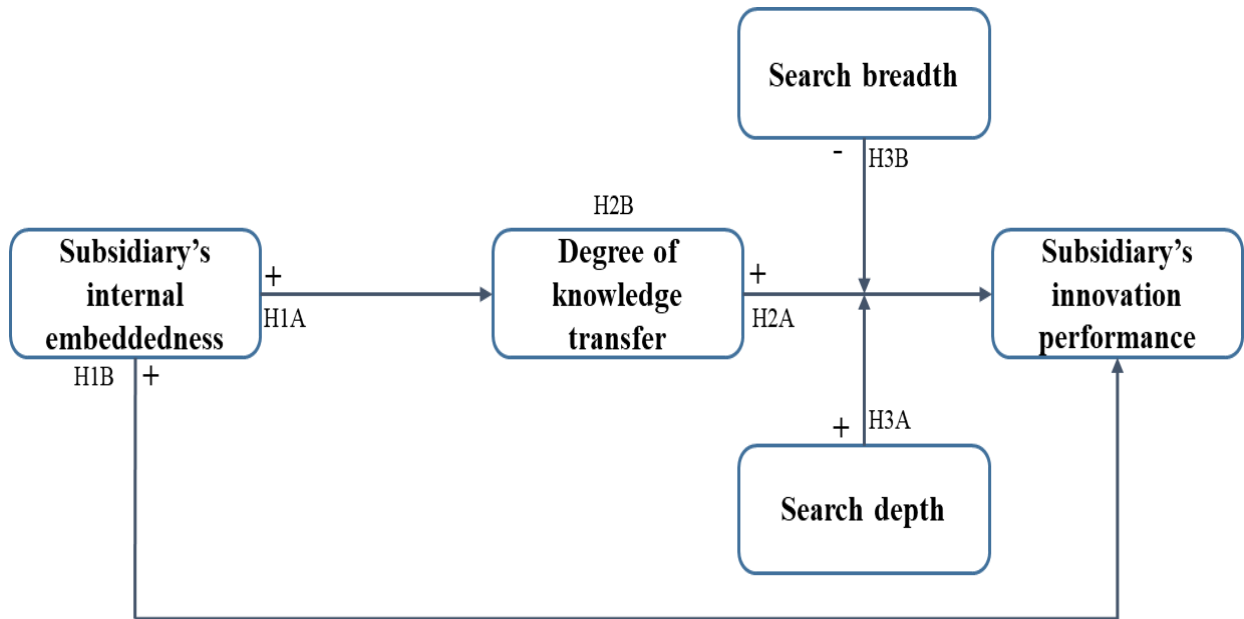 Search breadth
-
H3B
H2B
Subsidiary’s
internal
embeddedness
+
H1A
Degree of
knowledge
transfer
+
H2A
Subsidiary’s
innovation
performance
H1B +
+
H3A
Search depth